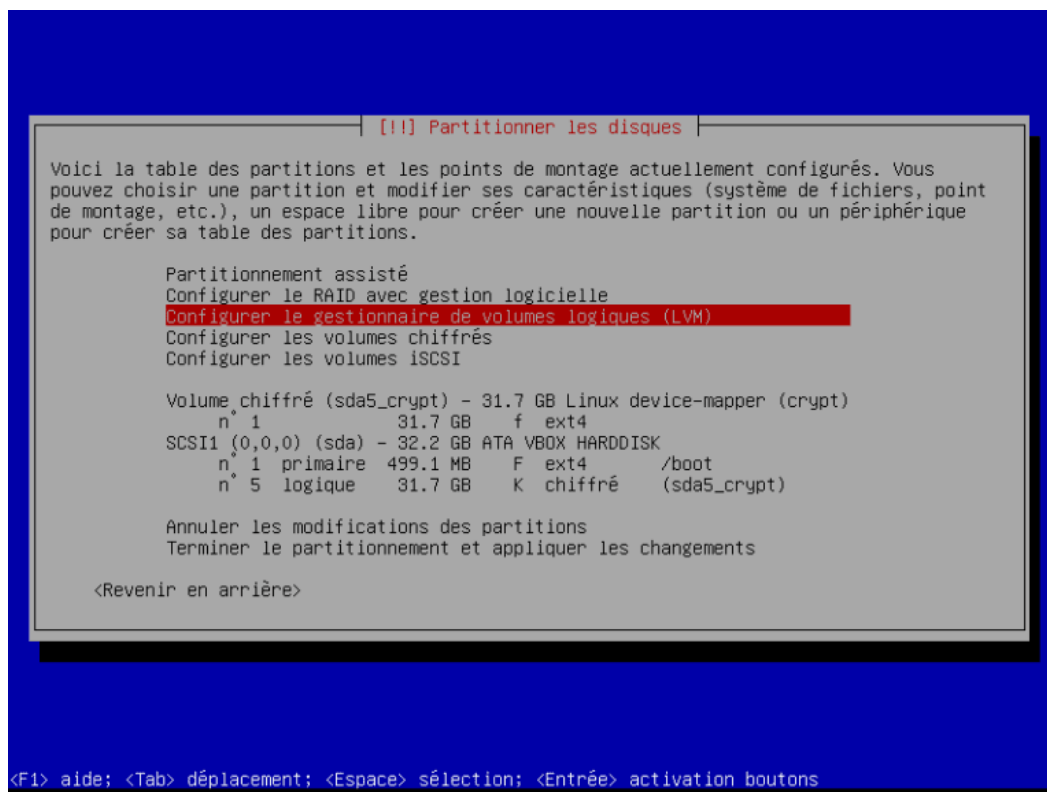 [!!] Partitionner les disques
Voici la table des partitions et les points de montage actuellement configurés. Vous
pouvez choisir une partition et modifier ses caractéristiques (système de fichiers, point
de montage, etc.), un espace libre pour créer une nouvelle partition ou un périphérique
pour créer sa table des partitions.
Partitionnement assisté
Configurer le RAID avec gestion logicielle
Configurer le gestionnaire de volumes logiques (LVM)
Configurer les volumes chiffrés
Configurer les volumes iSCSI
Volume chiffré (sda5_crypt) - 31.7 GB Linux device-mapper (crypt)
n° 1 31.7 GB f ext4
SCSI1 (0,0,0) (sda) - 32.2 GB ATA VBOX HARDDISK
n° 1 primaire 499.1 MB F ext4 /boot
n° 5 logique 31.7 GB K chiffré (sda5_crypt)
Annuler les modifications des partitions
Terminer le partitionnement et appliquer les changements
<Revenir en arrière>
<F1> aide; <Tab> déplacement; <Espace> sélection; <Entrée> activation boutons